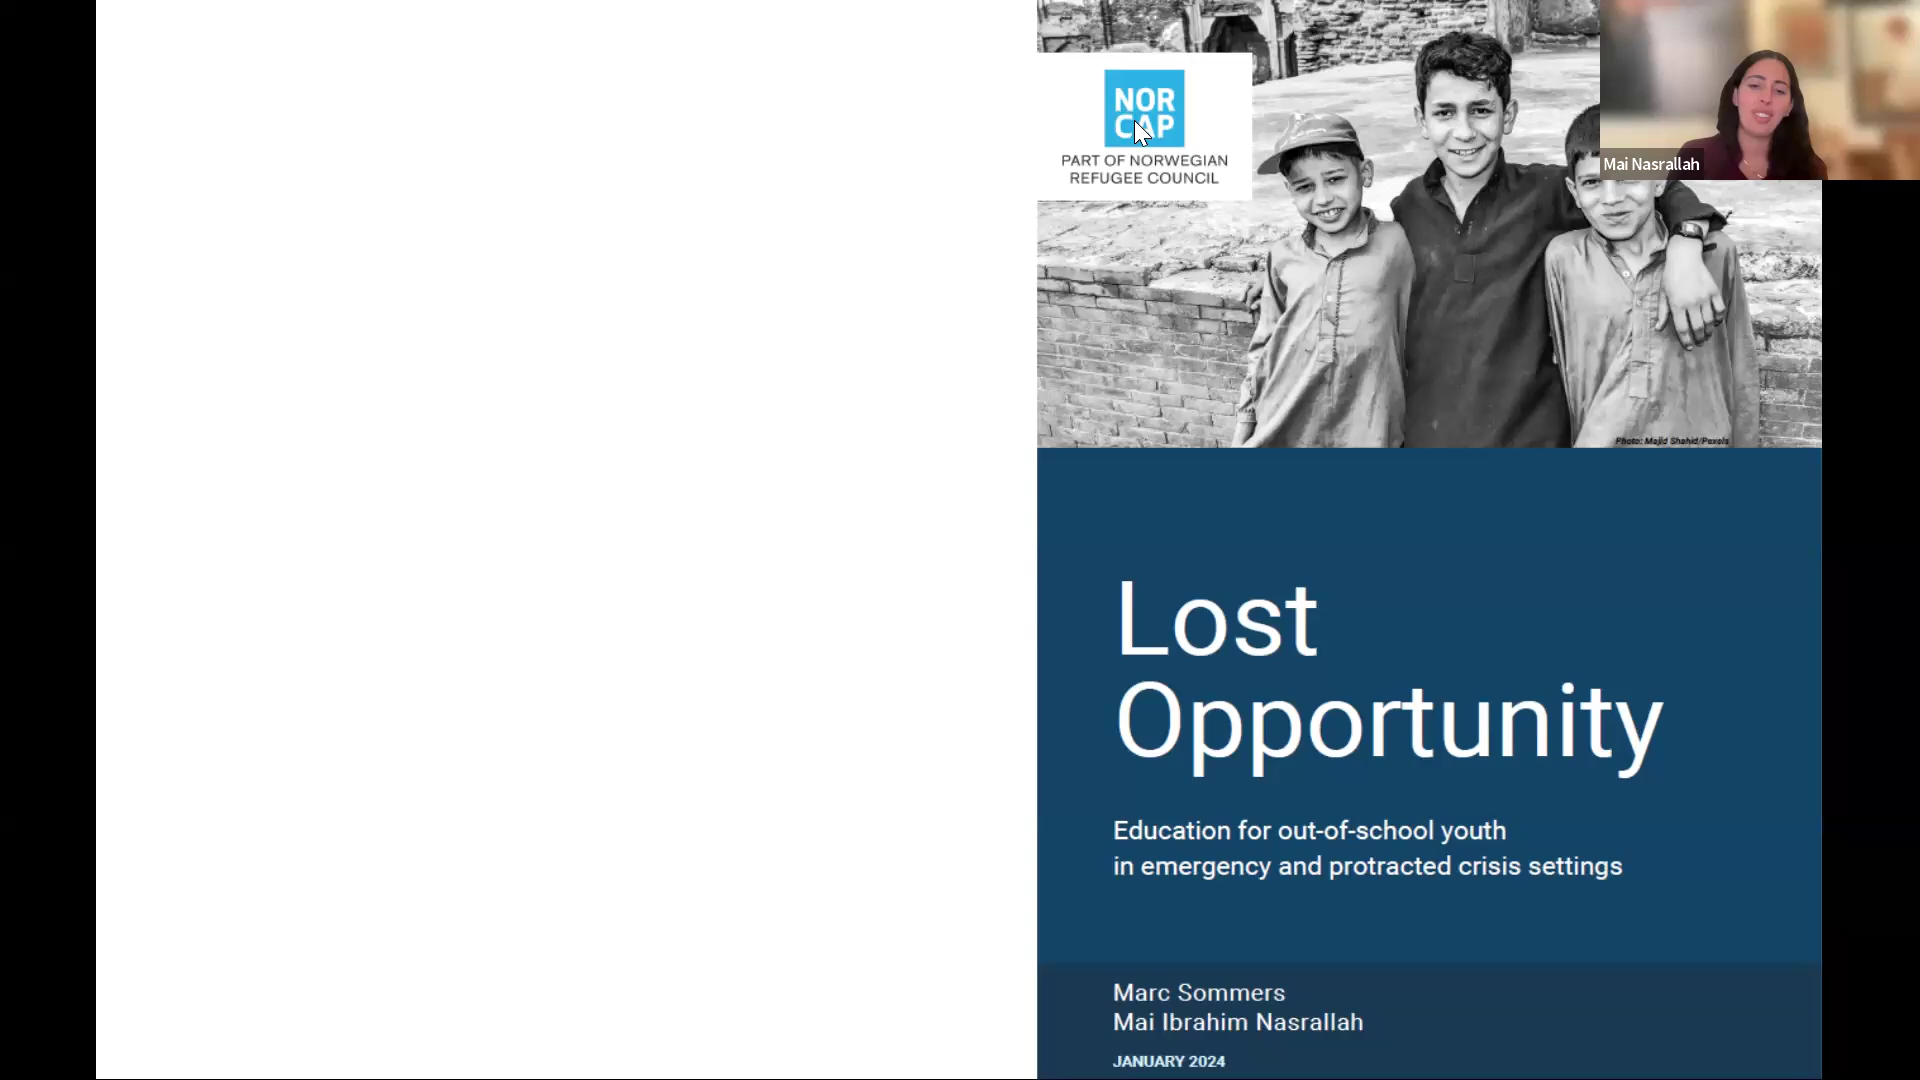 NOR
CAP
PART OF NORWEGIAN
REFUGEE COUNCIL
Mai Nasrallah
Photo: Majid Shahid/Pexels
Lost
Opportunity
Education for out-of-school youth
in emergency and protracted crisis settings
Marc Sommers
Mai Ibrahim Nasrallah
JANUARY 2024